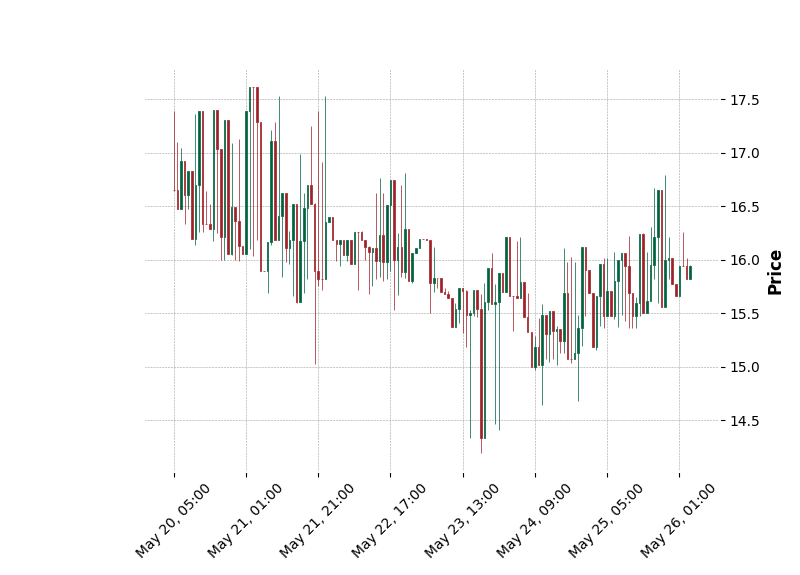 17.5
17.0
16.5
16.0
15.5
15.0
14.5
Price
May 20, 05:00
May 21, 01:00
May 21, 21:00
May 22, 17:00
May 23, 13:00
May 24, 09:00
May 25, 05:00
May 26, 01:00